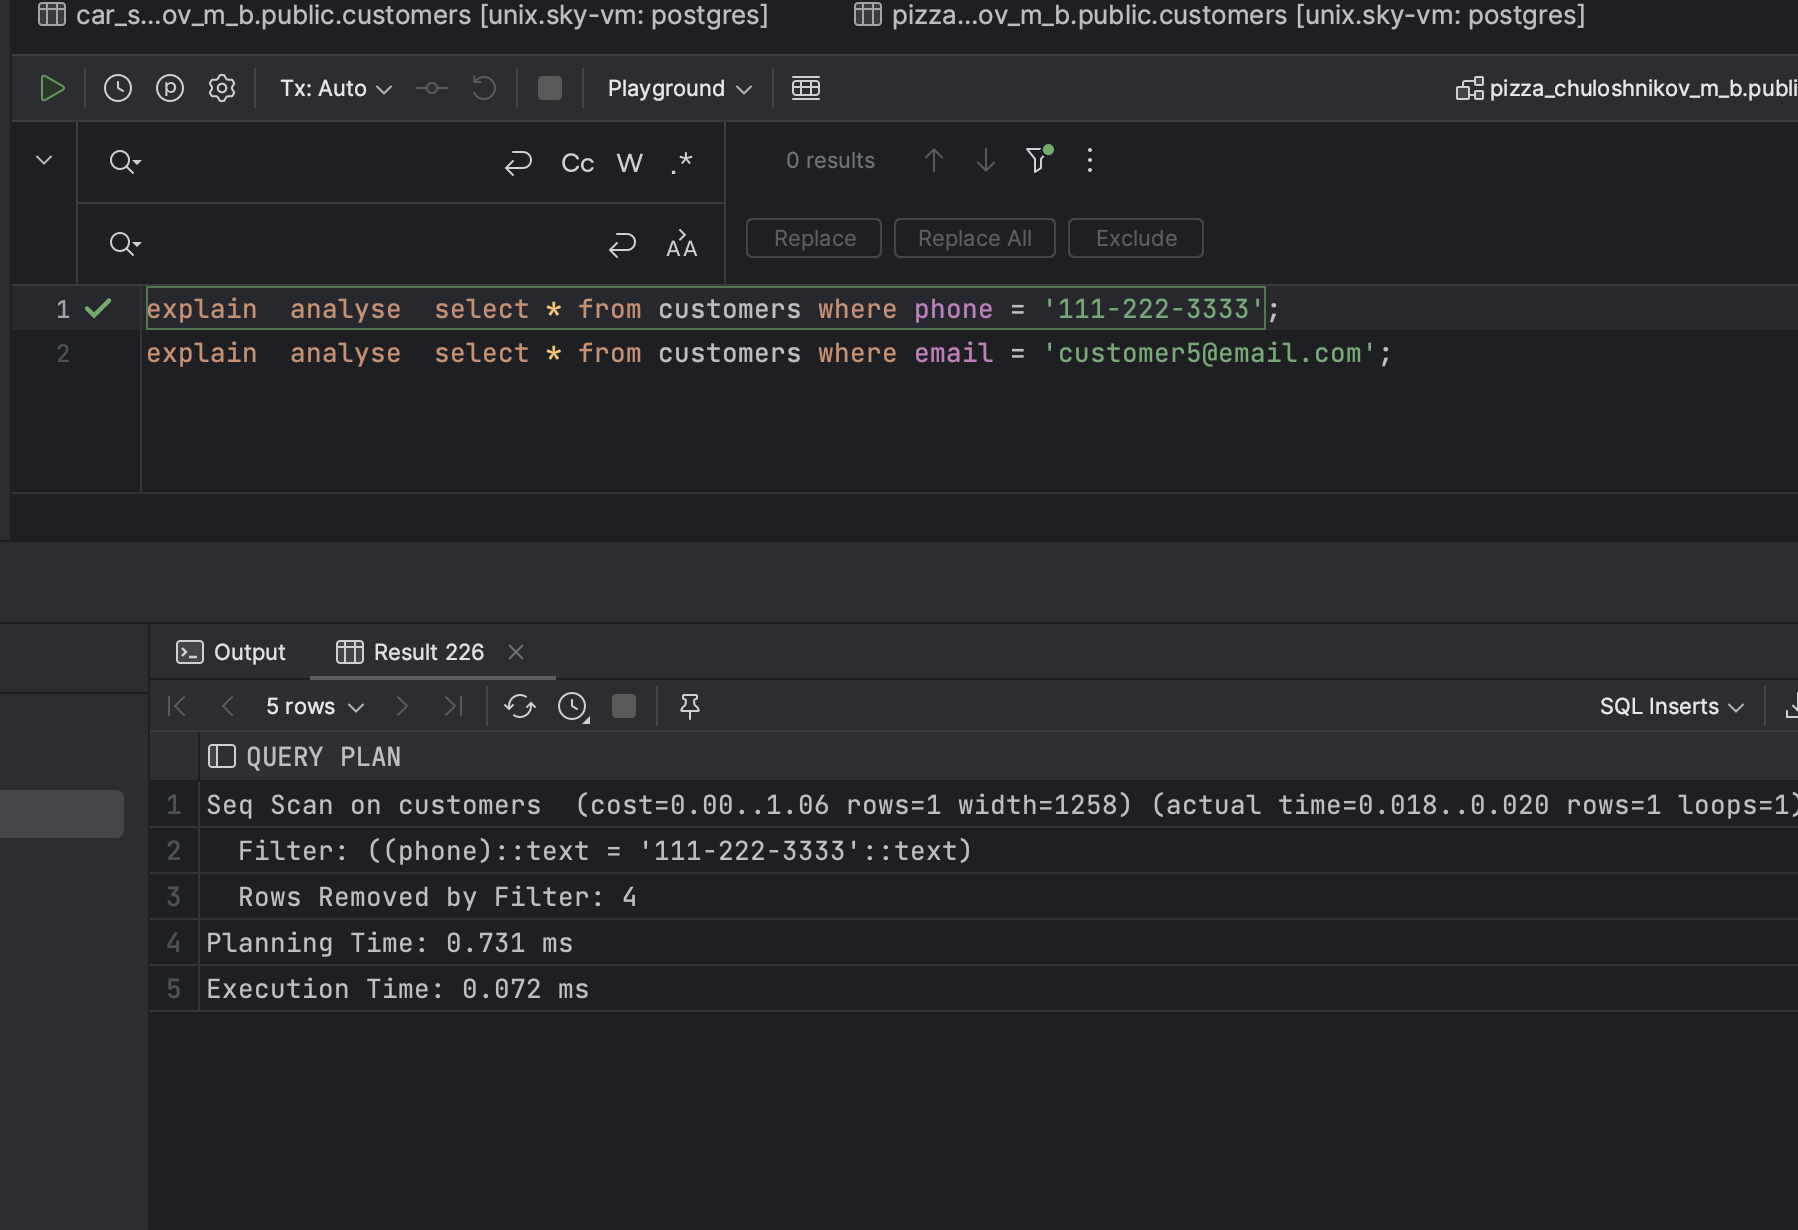 car_s...ov_m_b.public.customers [unix.sky-vm: postgres]
pizza...ov_m_b.public.customers [unix.sky-vm: postgres]
Tx: Auto
Playground
pizza_chuloshnikov_m_b.publi
Cc W .*
0 results
Replace
Replace All
Exclude
1 explain  analyse  select * from customers where phone = '111-222-3333';
2 explain  analyse  select * from customers where email = 'customer5@email.com';
Output
Result 226
5 rows
SQL Inserts
QUERY PLAN
1 Seq Scan on customers  (cost=0.00..1.06 rows=1 width=1258) (actual time=0.018..0.020 rows=1 loops=1)
2   Filter: ((phone)::text = '111-222-3333'::text)
3   Rows Removed by Filter: 4
4 Planning Time: 0.731 ms
5 Execution Time: 0.072 ms